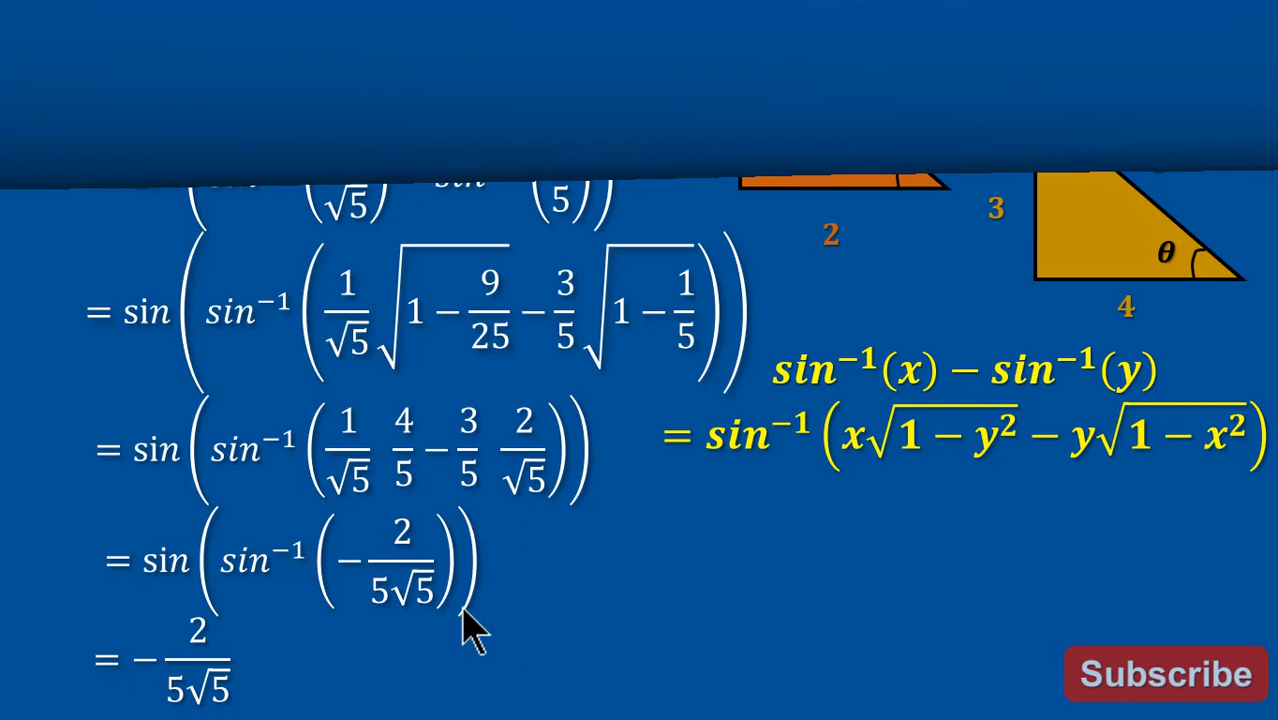 √5 5
2 3
= sin(sin⁻¹(1/√5 √(1 − 9/25) − 3/5 √(1 − 1/5)))
θ
4
sin⁻¹(x) − sin⁻¹(y)
= sin⁻¹(x√(1 − y²) − y√(1 − x²))
= sin(sin⁻¹(1/√5 4/5 − 3/5 2/√5))
= sin(sin⁻¹(− 2/5√5))
= − 2/5√5
Subscribe